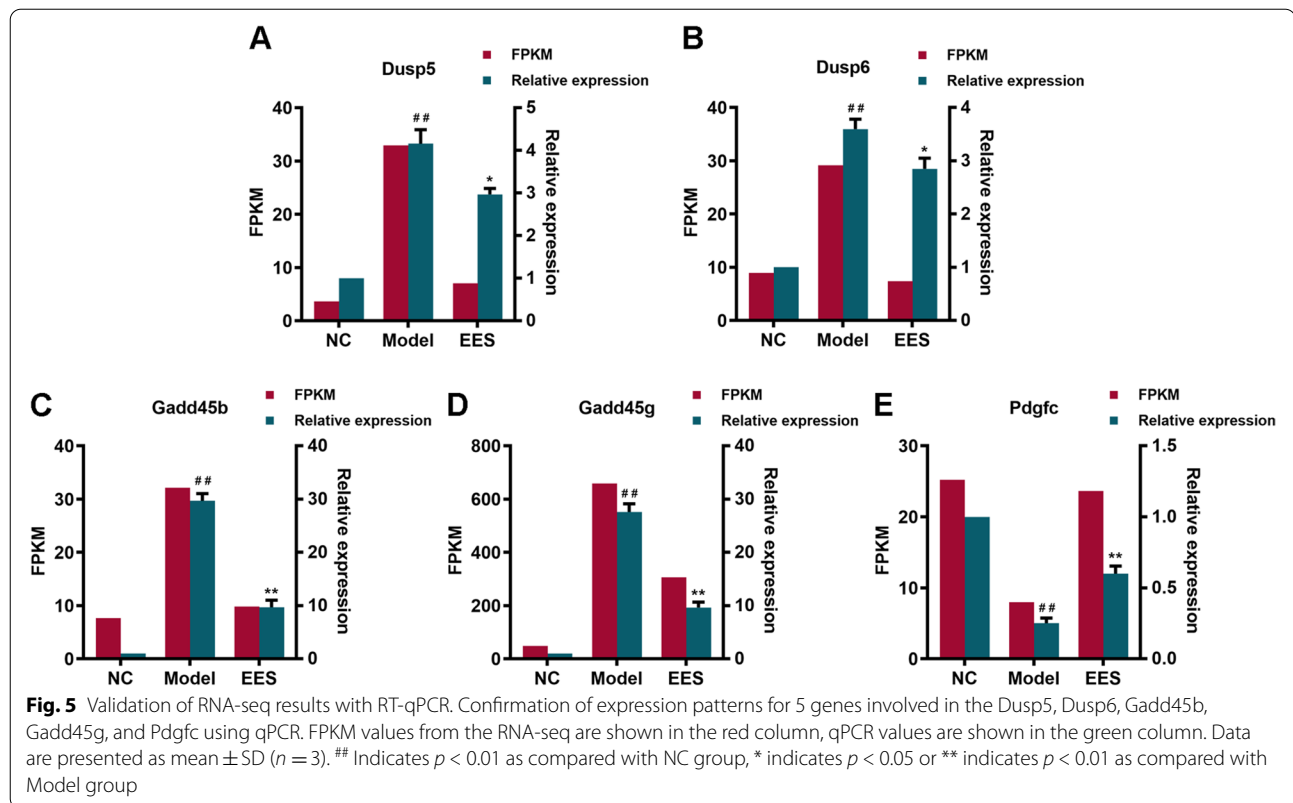 A
Dusp5
FPKM
Relative expression
40
30
20
10
0
FPKM
5
4
3
2
1
0
Relative expression
##
*
NC Model EES
B
Dusp6
FPKM
Relative expression
40
30
20
10
0
FPKM
4
3
2
1
0
Relative expression
##
*
NC Model EES
C
Gadd45b
FPKM
Relative expression
40
30
20
10
0
FPKM
40
30
20
10
0
Relative expression
##
**
NC Model EES
D
Gadd45g
FPKM
Relative expression
800
600
400
200
0
FPKM
40
30
20
10
0
Relative expression
##
**
NC Model EES
E
Pdgfc
FPKM
Relative expression
30
20
10
0
FPKM
1.5
1.0
0.5
0.0
Relative expression
##
**
NC Model EES
Fig. 5 Validation of RNA-seq results with RT-qPCR. Confirmation of expression patterns for 5 genes involved in the Dusp5, Dusp6, Gadd45b,
Gadd45g, and Pdgfc using qPCR. FPKM values from the RNA-seq are shown in the red column, qPCR values are shown in the green column. Data
are presented as mean ± SD (n = 3). ## Indicates p < 0.01 as compared with NC group, * indicates p < 0.05 or ** indicates p < 0.01 as compared with
Model group